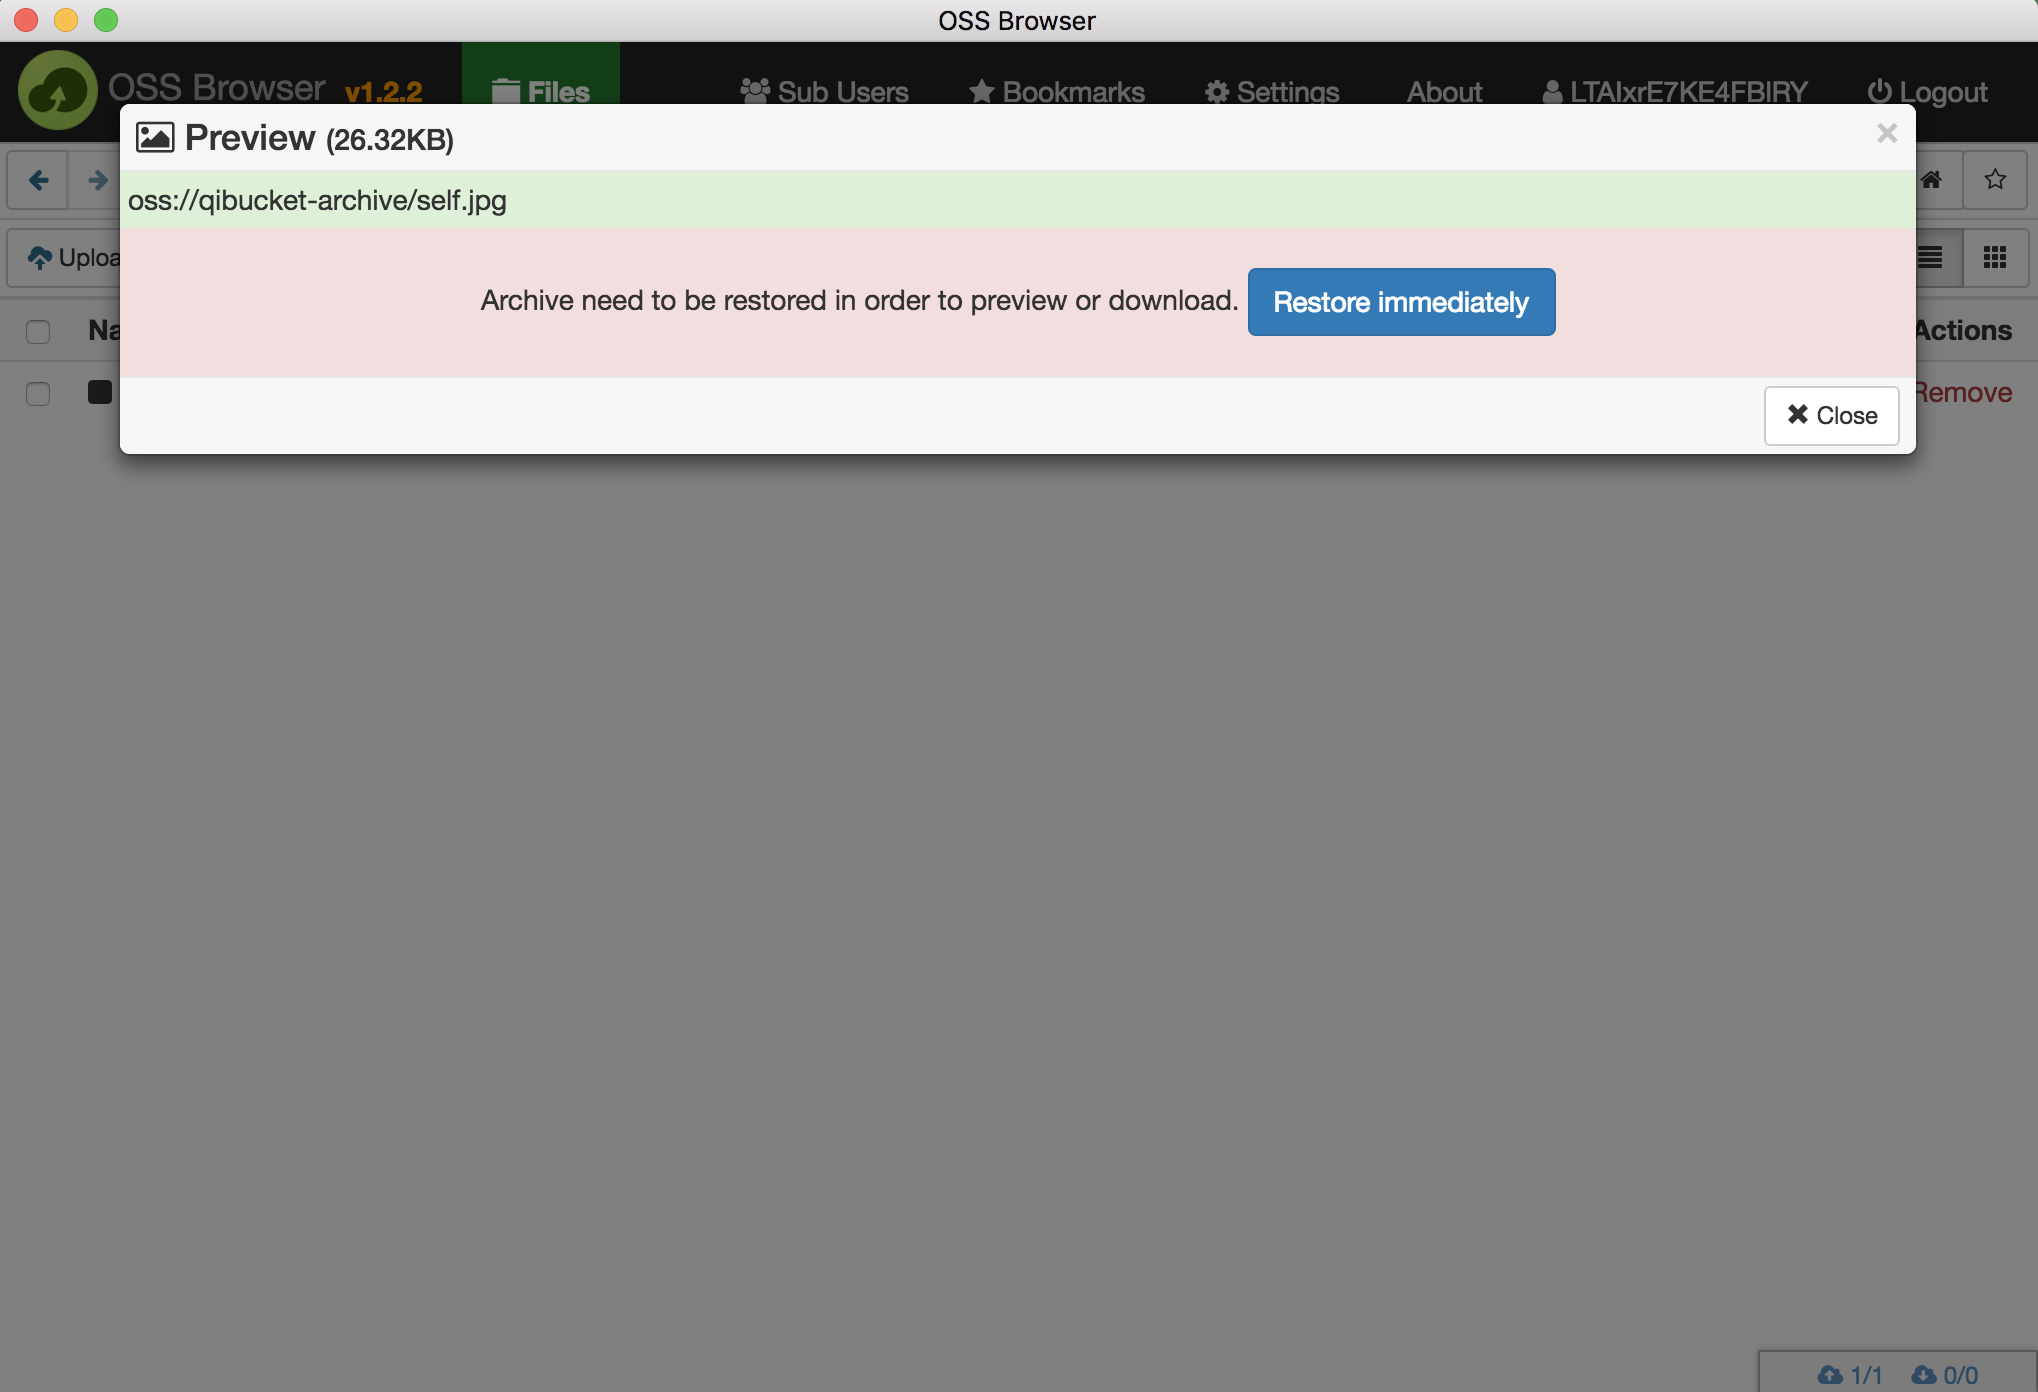 OSS Browser
OSS Browser v1.2.2 Files Sub Users Bookmarks Settings About LTAIxrE7KE4FBIRY Logout
Preview (26.32KB) ×
oss://qibucket-archive/self.jpg
Uploa
Archive need to be restored in order to preview or download. Restore immediately
Na Actions
Remove
Close
1/1 0/0